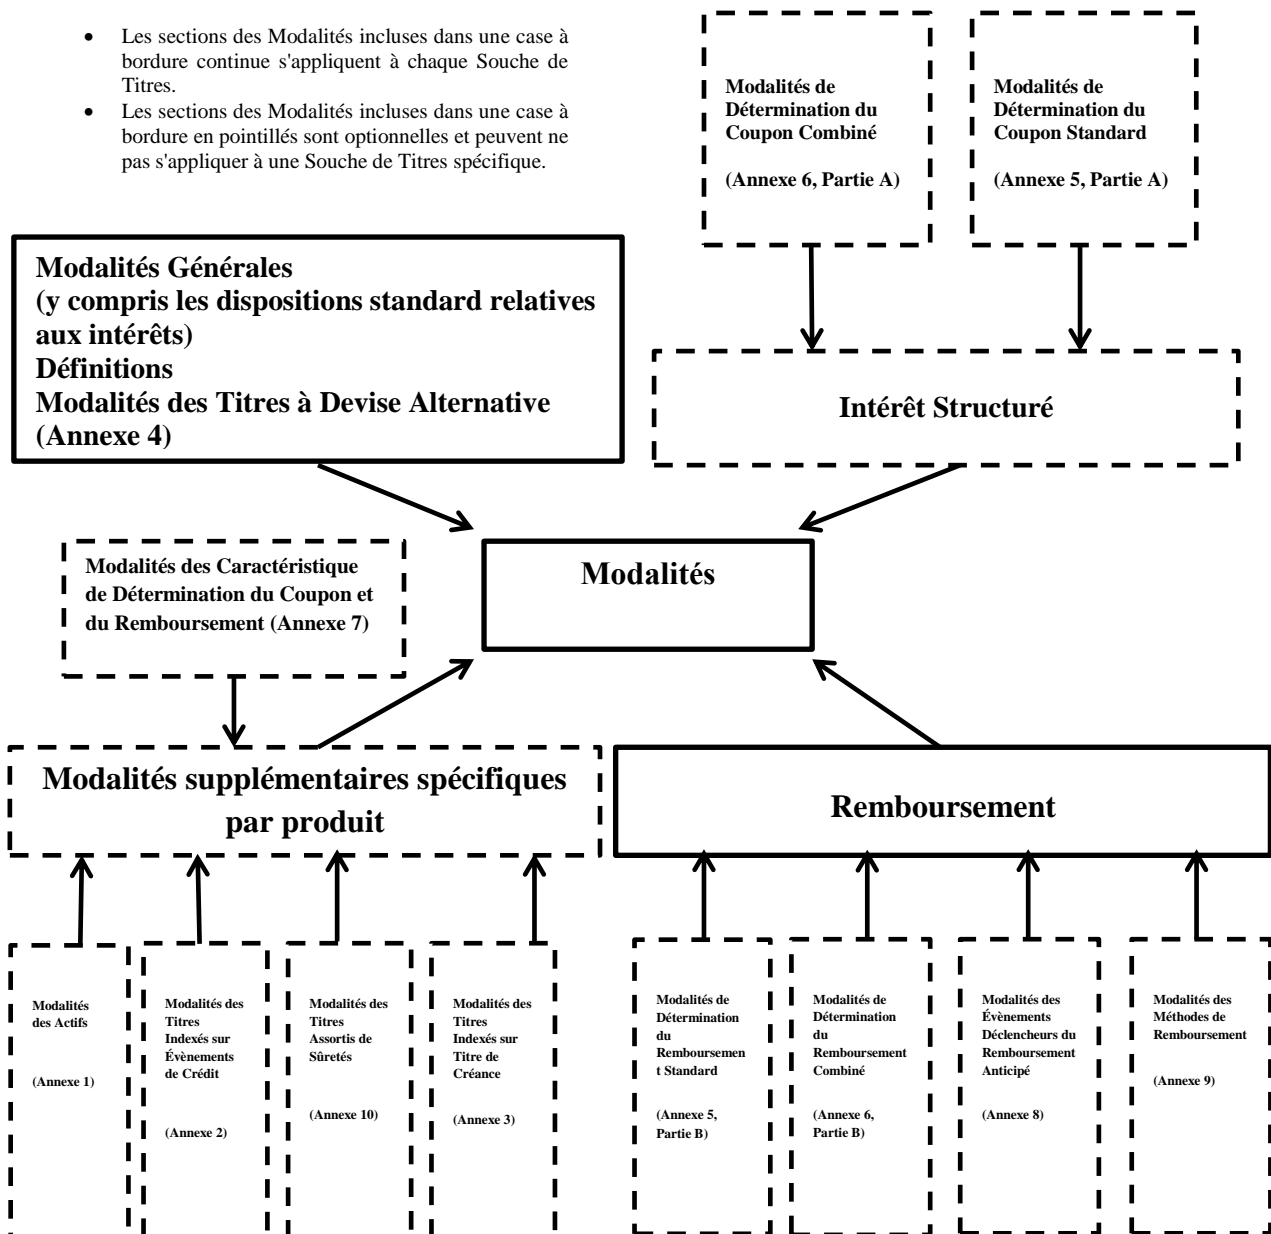 • Les sections des Modalités incluses dans une case à
bordure continue s'appliquent à chaque Souche de
Titres.
• Les sections des Modalités incluses dans une case à
bordure en pointillés sont optionnelles et peuvent ne
pas s'appliquer à une Souche de Titres spécifique.
Modalités de
Détermination du
Coupon Combiné
(Annexe 6, Partie A)
Modalités de
Détermination du
Coupon Standard
(Annexe 5, Partie A)
Modalités Générales
(y compris les dispositions standard relatives
aux intérêts)
Définitions
Modalités des Titres à Devise Alternative
(Annexe 4)
Intérêt Structuré
Modalités des Caractéristique
de Détermination du Coupon et
du Remboursement (Annexe 7)
Modalités
Modalités supplémentaires spécifiques
par produit
Remboursement
Modalités
des Actifs
(Annexe 1)
Modalités des
Titres
Indexés sur
Évènements
de Crédit
(Annexe 2)
Modalités des
Titres
Assortis de
Sûretés
(Annexe 10)
Modalités des
Titres
Indexés sur
Titre de
Créance
(Annexe 3)
Modalités de
Détermination
du
Remboursemen
t Standard
(Annexe 5,
Partie B)
Modalités de
Détermination
du
Remboursement
Combiné
(Annexe 6,
Partie B)
Modalités des
Évènements
Déclencheurs du
Remboursement
Anticipé
(Annexe 8)
Modalités des
Méthodes de
Remboursement
(Annexe 9)